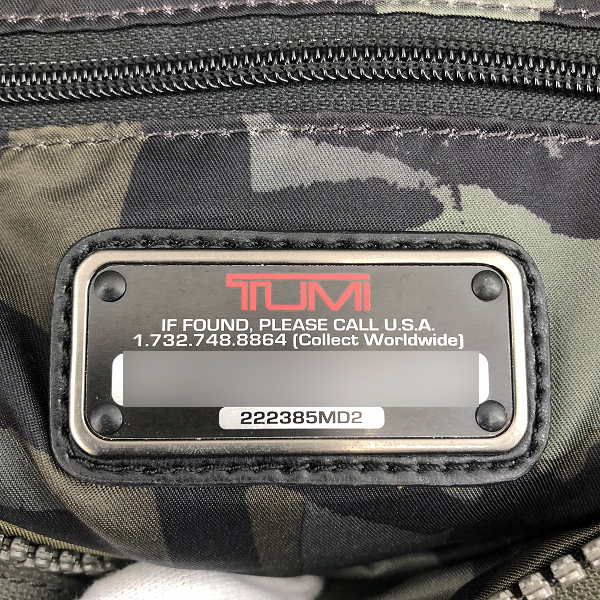 TUMI
IF FOUND, PLEASE CALL U.S.A.
1.732.748.8864 (Collect Worldwide)
222385MD2